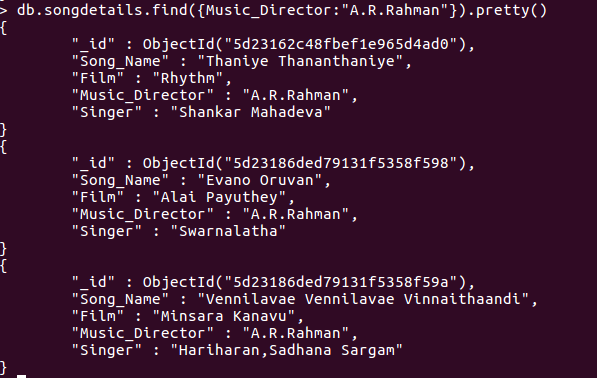 > db.songdetails.find({Music_Director:"A.R.Rahman"}).pretty()
{
"_id" : ObjectId("5d23162c48fbef1e965d4ad0"),
"Song_Name" : "Thaniye Thananthaniye",
"Film" : "Rhythm",
"Music_Director" : "A.R.Rahman",
"Singer" : "Shankar Mahadeva"
}
{
"_id" : ObjectId("5d23186ded79131f5358f598"),
"Song_Name" : "Evano Oruvan",
"Film" : "Alai Payuthey",
"Music_Director" : "A.R.Rahman",
"Singer" : "Swarnalatha"
}
{
"_id" : ObjectId("5d23186ded79131f5358f59a"),
"Song_Name" : "Vennilavae Vennilavae Vinnaithaandi",
"Film" : "Minsara Kanavu",
"Music_Director" : "A.R.Rahman",
"Singer" : "Hariharan,Sadhana Sargam"
}